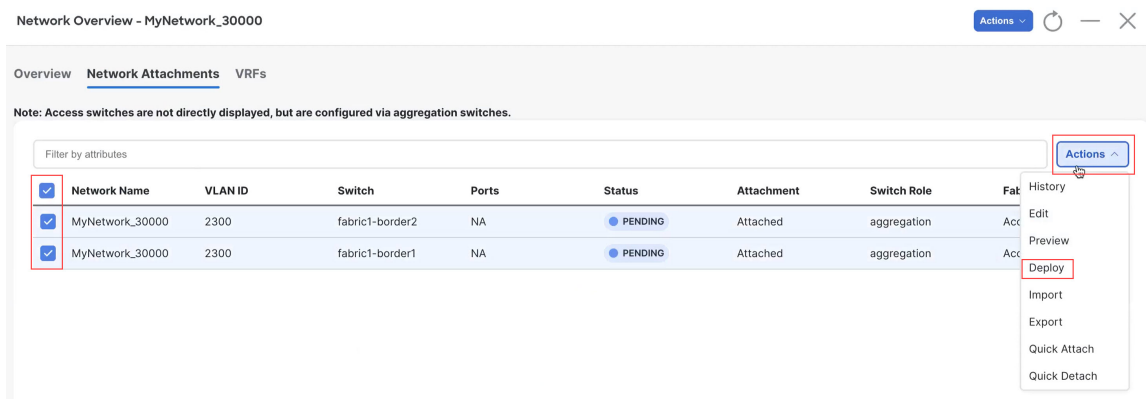 Network Overview - MyNetwork_30000
Actions
Overview Network Attachments VRFs
Note: Access switches are not directly displayed, but are configured via aggregation switches.
Filter by attributes
Actions
Network Name VLAN ID Switch Ports Status Attachment Switch Role Fab
MyNetwork_30000 2300 fabric1-border2 NA PENDING Attached aggregation Acc
MyNetwork_30000 2300 fabric1-border1 NA PENDING Attached aggregation Acc
History
Edit
Preview
Deploy
Import
Export
Quick Attach
Quick Detach